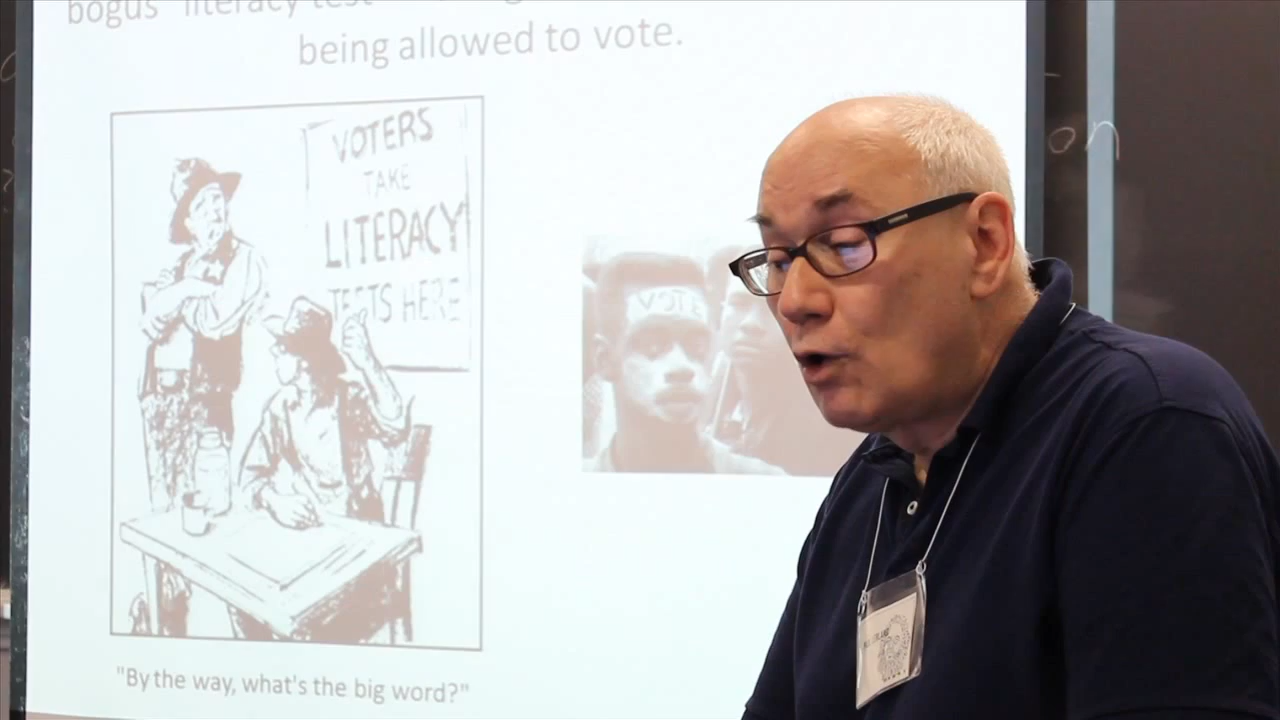 bogus "literacy test"
being allowed to vote.
VOTERS
TAKE
LITERACY
TESTS HERE
VOTE
"By the way, what's the big word?"
on